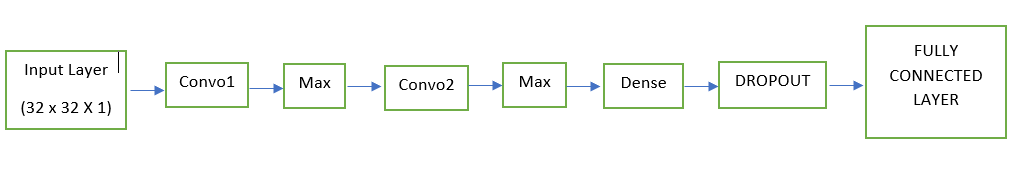 Input Layer
(32 x 32 X 1)
Convo1
Max
Convo2
Max
Dense
DROPOUT
FULLY
CONNECTED
LAYER